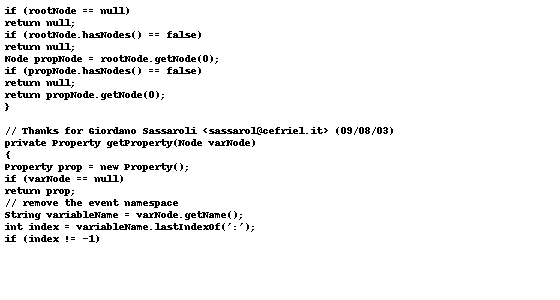 if (rootNode == null)
return null;
if (rootNode.hasNodes() == false)
return null;
Node propNode = rootNode.getNode(0);
if (propNode.hasNodes() == false)
return null;
return propNode.getNode(0);
}

// Thanks for Giordano Sassaroli <sassarol@cefriel.it> (09/08/03)
private Property getProperty(Node varNode)
{
Property prop = new Property();
if (varNode == null)
return prop;
// remove the event namespace
String variableName = varNode.getName();
int index = variableName.lastIndexOf(':');
if (index != -1)